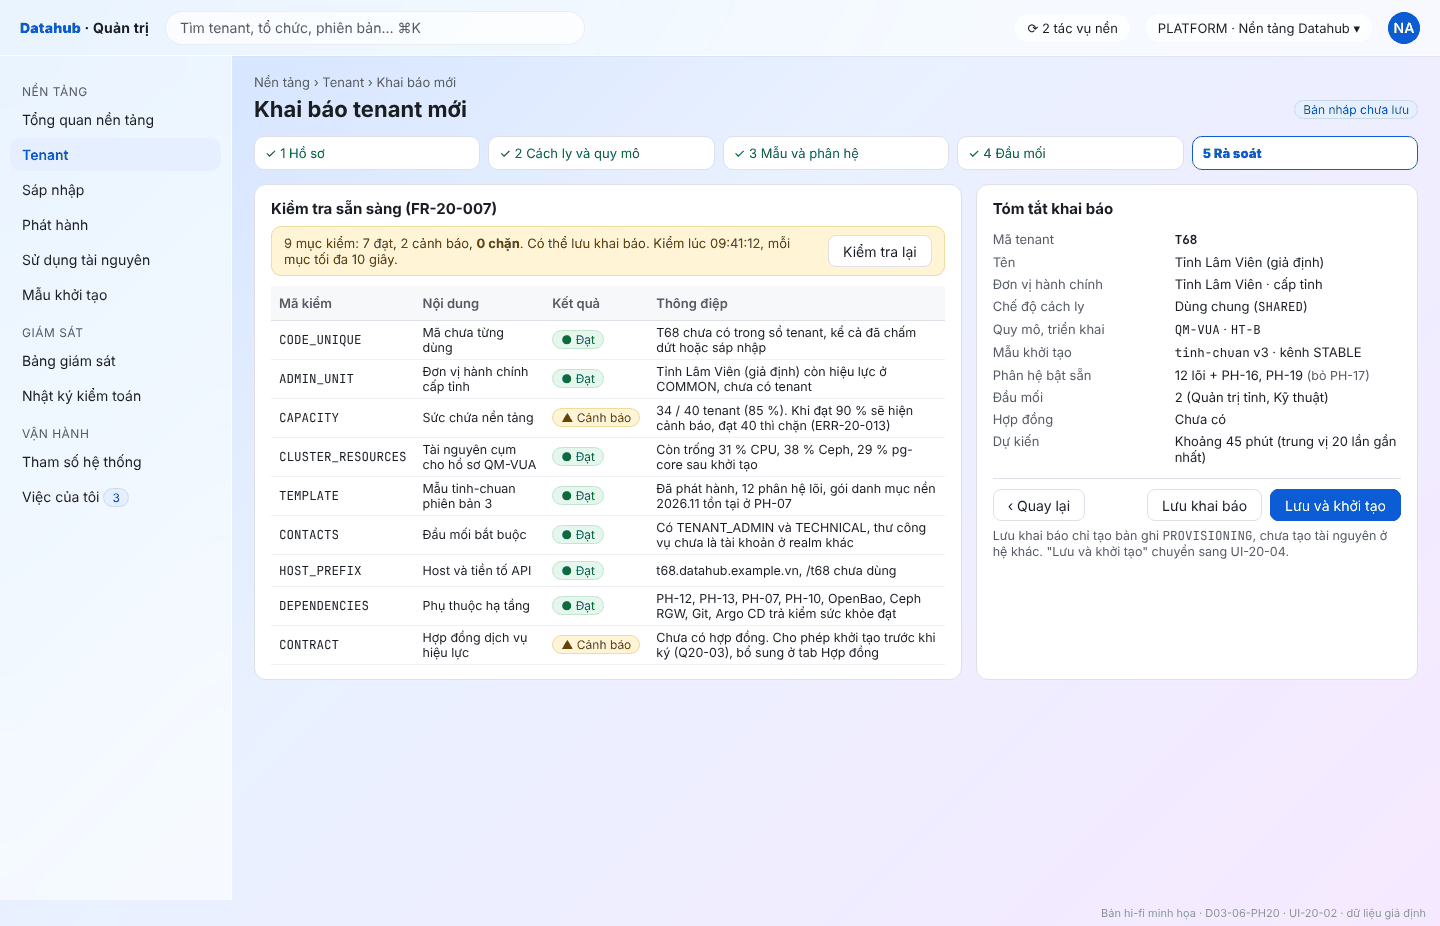 Datahub · Quản trị
Tìm tenant, tổ chức, phiên bản... ⌘K
⟳ 2 tác vụ nền
PLATFORM · Nền tảng Datahub ▾
NA
NỀN TẢNG
Tổng quan nền tảng
Tenant
Sáp nhập
Phát hành
Sử dụng tài nguyên
Mẫu khởi tạo
GIÁM SÁT
Bảng giám sát
Nhật ký kiểm toán
VẬN HÀNH
Tham số hệ thống
Việc của tôi 3
Nền tảng › Tenant › Khai báo mới
Khai báo tenant mới
Bản nháp chưa lưu
✓ 1 Hồ sơ
✓ 2 Cách ly và quy mô
✓ 3 Mẫu và phân hệ
✓ 4 Đầu mối
5 Rà soát
Kiểm tra sẵn sàng (FR-20-007)
9 mục kiểm: 7 đạt, 2 cảnh báo, 0 chặn. Có thể lưu khai báo. Kiểm lúc 09:41:12, mỗi
mục tối đa 10 giây.
Kiểm tra lại
Mã kiểm
Nội dung
Kết quả
Thông điệp
CODE_UNIQUE
Mã chưa từng
dùng
● Đạt
T68 chưa có trong sổ tenant, kể cả đã chấm
dứt hoặc sáp nhập
ADMIN_UNIT
Đơn vị hành chính
cấp tỉnh
● Đạt
Tỉnh Lâm Viên (giả định) còn hiệu lực ở
COMMON, chưa có tenant
CAPACITY
Sức chứa nền tảng
▲ Cảnh báo
34 / 40 tenant (85 %). Khi đạt 90 % sẽ hiện
cảnh báo, đạt 40 thì chặn (ERR-20-013)
CLUSTER_RESOURCES
Tài nguyên cụm
cho hồ sơ QM-VUA
● Đạt
Còn trống 31 % CPU, 38 % Ceph, 29 % pg-
core sau khởi tạo
TEMPLATE
Mẫu tinh-chuan
phiên bản 3
● Đạt
Đã phát hành, 12 phân hệ lõi, gói danh mục nền
2026.11 tồn tại ở PH-07
CONTACTS
Đầu mối bắt buộc
● Đạt
Có TENANT_ADMIN và TECHNICAL, thư công
vụ chưa là tài khoản ở realm khác
HOST_PREFIX
Host và tiền tố API
● Đạt
t68.datahub.example.vn, /t68 chưa dùng
DEPENDENCIES
Phụ thuộc hạ tầng
● Đạt
PH-12, PH-13, PH-07, PH-10, OpenBao, Ceph
RGW, Git, Argo CD trả kiểm sức khỏe đạt
CONTRACT
Hợp đồng dịch vụ
hiệu lực
▲ Cảnh báo
Chưa có hợp đồng. Cho phép khởi tạo trước khi
ký (Q20-03), bổ sung ở tab Hợp đồng
Tóm tắt khai báo
Mã tenant
T68
Tên
Tỉnh Lâm Viên (giả định)
Đơn vị hành chính
Tỉnh Lâm Viên · cấp tỉnh
Chế độ cách ly
Dùng chung (SHARED)
Quy mô, triển khai
QM-VUA · HT-B
Mẫu khởi tạo
tinh-chuan v3 · kênh STABLE
Phân hệ bật sẵn
12 lõi + PH-16, PH-19 (bỏ PH-17)
Đầu mối
2 (Quản trị tỉnh, Kỹ thuật)
Hợp đồng
Chưa có
Dự kiến
Khoảng 45 phút (trung vị 20 lần gần
nhất)
‹ Quay lại
Lưu khai báo
Lưu và khởi tạo
Lưu khai báo chỉ tạo bản ghi PROVISIONING, chưa tạo tài nguyên ở
hệ khác. "Lưu và khởi tạo" chuyển sang UI-20-04.
Bản hi-fi minh họa · D03-06-PH20 · UI-20-02 · dữ liệu giả định